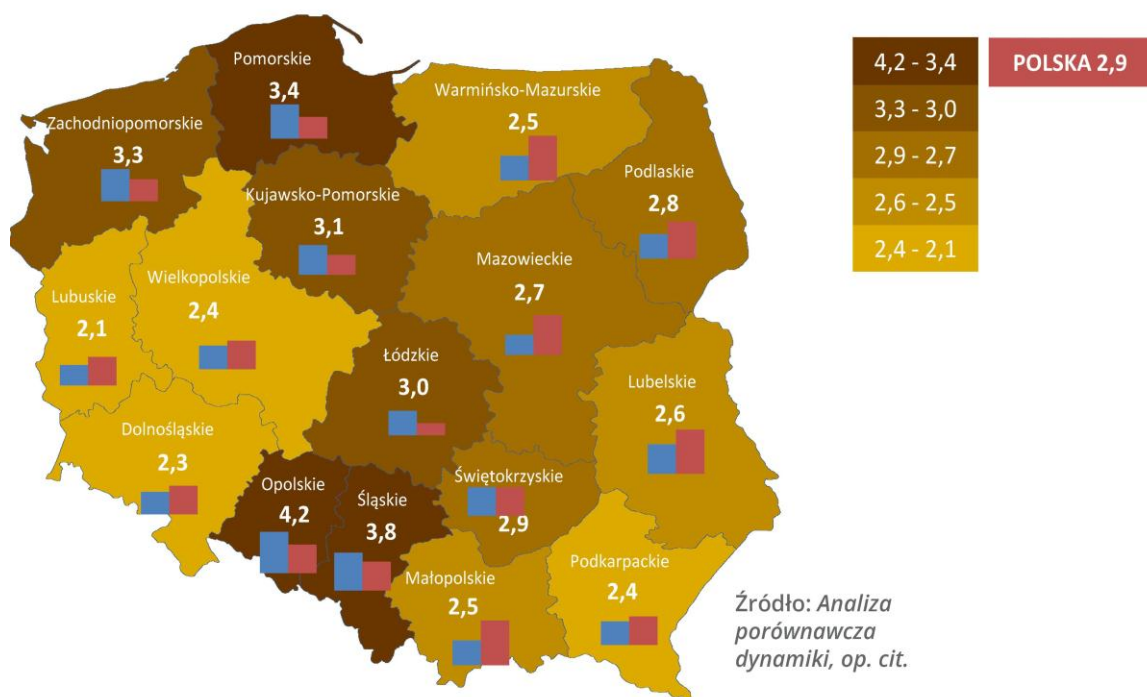 Pomorskie
3,4
Warmińsko-Mazurskie
2,5
Zachodniopomorskie
3,3
Kujawsko-Pomorskie
3,1
Podlaskie
2,8
Mazowieckie
2,7
Wielkopolskie
2,4
Lubuskie
2,1
Łódzkie
3,0
Lubelskie
2,6
Dolnośląskie
2,3
Opolskie
4,2
Śląskie
3,8
Świętokrzyskie
2,9
Małopolskie
2,5
Podkarpackie
2,4
4,2 - 3,4
3,3 - 3,0
2,9 - 2,7
2,6 - 2,5
2,4 - 2,1
POLSKA 2,9
Źródło: Analiza
porównawcza
dynamiki, op. cit.